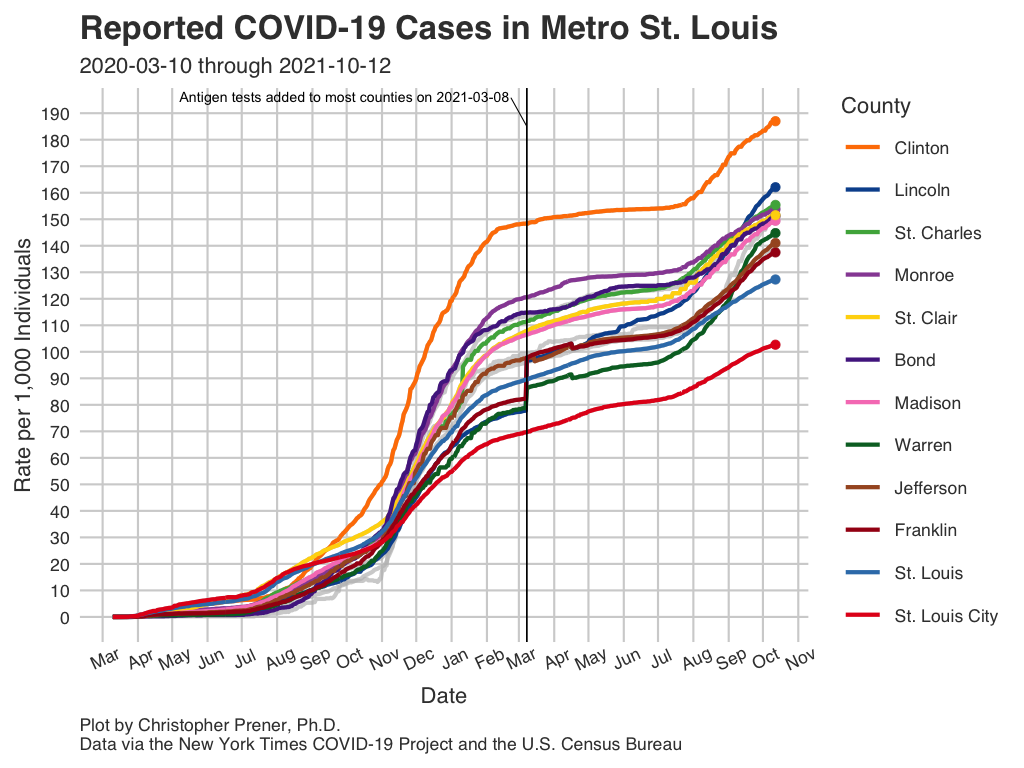 Reported COVID-19 Cases in Metro St. Louis
2020-03-10 through 2021-10-12
Antigen tests added to most counties on 2021-03-08
Rate per 1,000 Individuals
190
180
170
160
150
140
130
120
110
100
90
80
70
60
50
40
30
20
10
0
Mar Apr May Jun Jul Aug Sep Oct Nov Dec Jan Feb Mar Apr May Jun Jul Aug Sep Oct Nov
Date
County
Clinton
Lincoln
St. Charles
Monroe
St. Clair
Bond
Madison
Warren
Jefferson
Franklin
St. Louis
St. Louis City
Plot by Christopher Prener, Ph.D.
Data via the New York Times COVID-19 Project and the U.S. Census Bureau